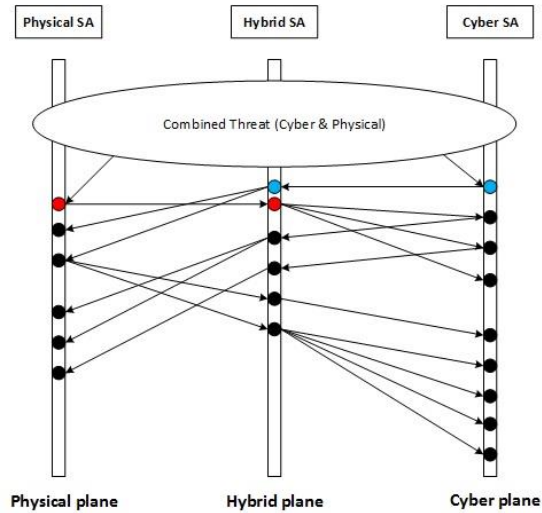 Physical SA
Hybrid SA
Cyber SA
Combined Threat (Cyber & Physical)
Physical plane
Hybrid plane
Cyber plane